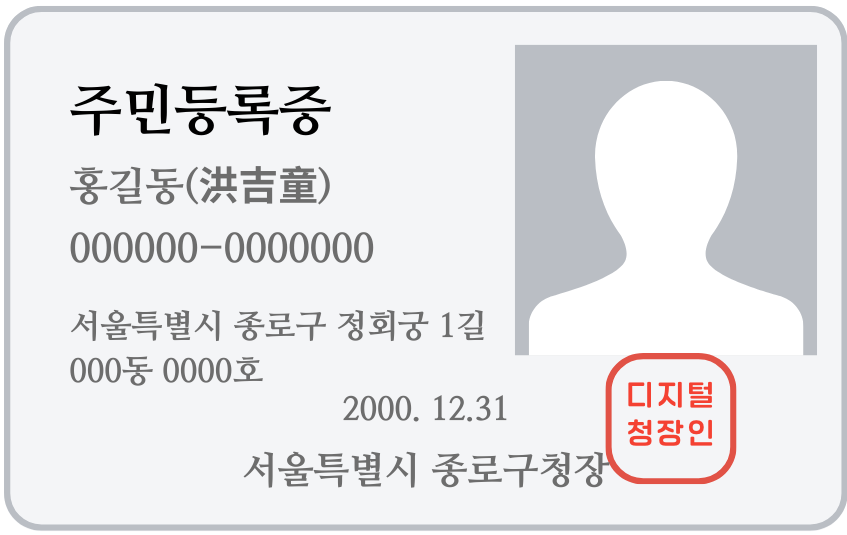 주민등록증
홍길동(洪吉童)
000000-0000000
서울특별시 종로구 정회궁 1길
000동 0000호
2000. 12.31
서울특별시 종로구청장
디지털
청장인